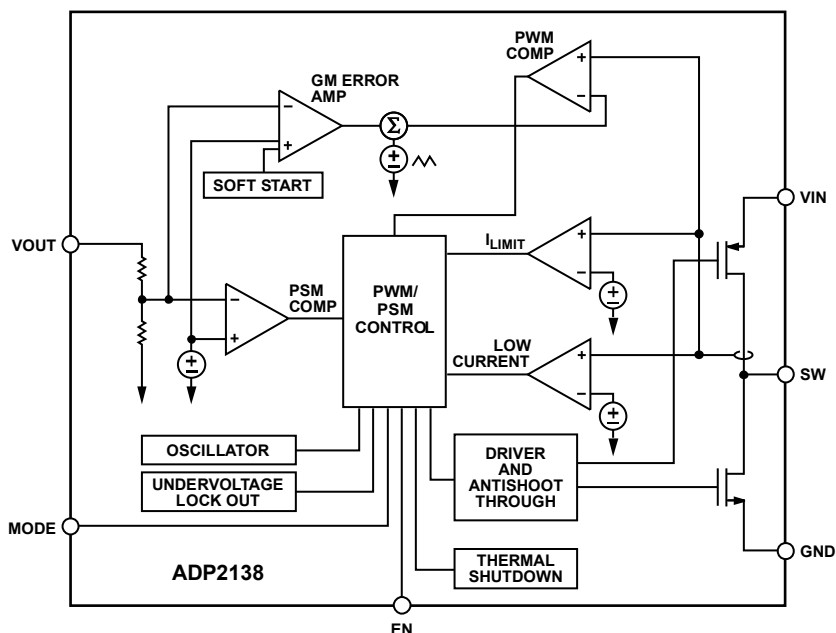 PWM
COMP
GM ERROR
AMP
+
−
−
+
Σ
+
−
SOFT START
VIN
VOUT
PWM/
PSM
CONTROL
I LIMIT
+
−
+
−
PSM
COMP
−
+
+
−
LOW
CURRENT
+
−
+
−
SW
OSCILLATOR
UNDERVOLTAGE
LOCK OUT
DRIVER
AND
ANTISHOOT
THROUGH
MODE
GND
THERMAL
SHUTDOWN
ADP2138
EN